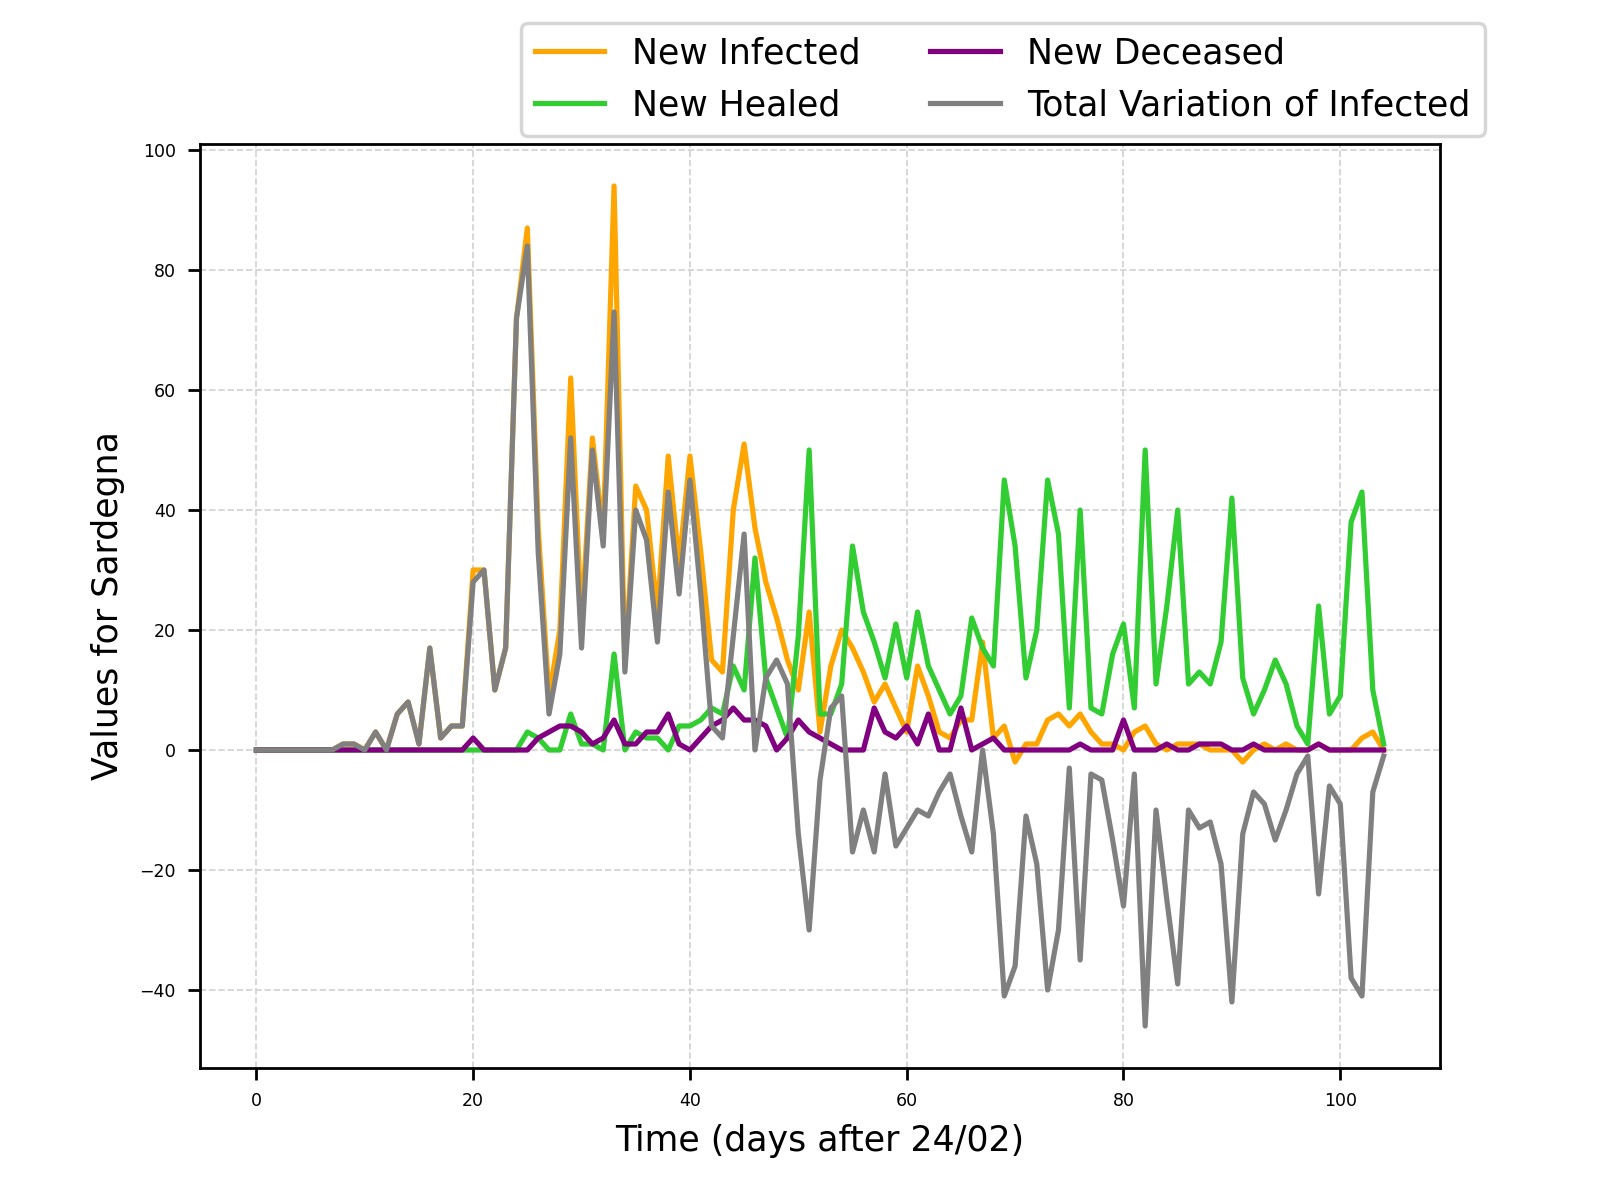 New Infected
New Healed
New Deceased
Total Variation of Infected
100
80
60
40
20
0
−20
−40
Values for Sardegna
0 20 40 60 80 100
Time (days after 24/02)